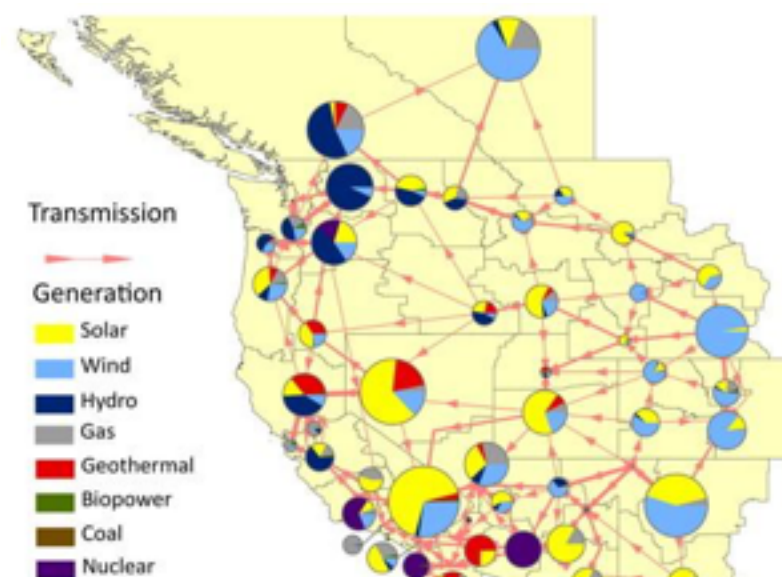 Transmission
Generation
Solar
Wind
Hydro
Gas
Geothermal
Biopower
Coal
Nuclear